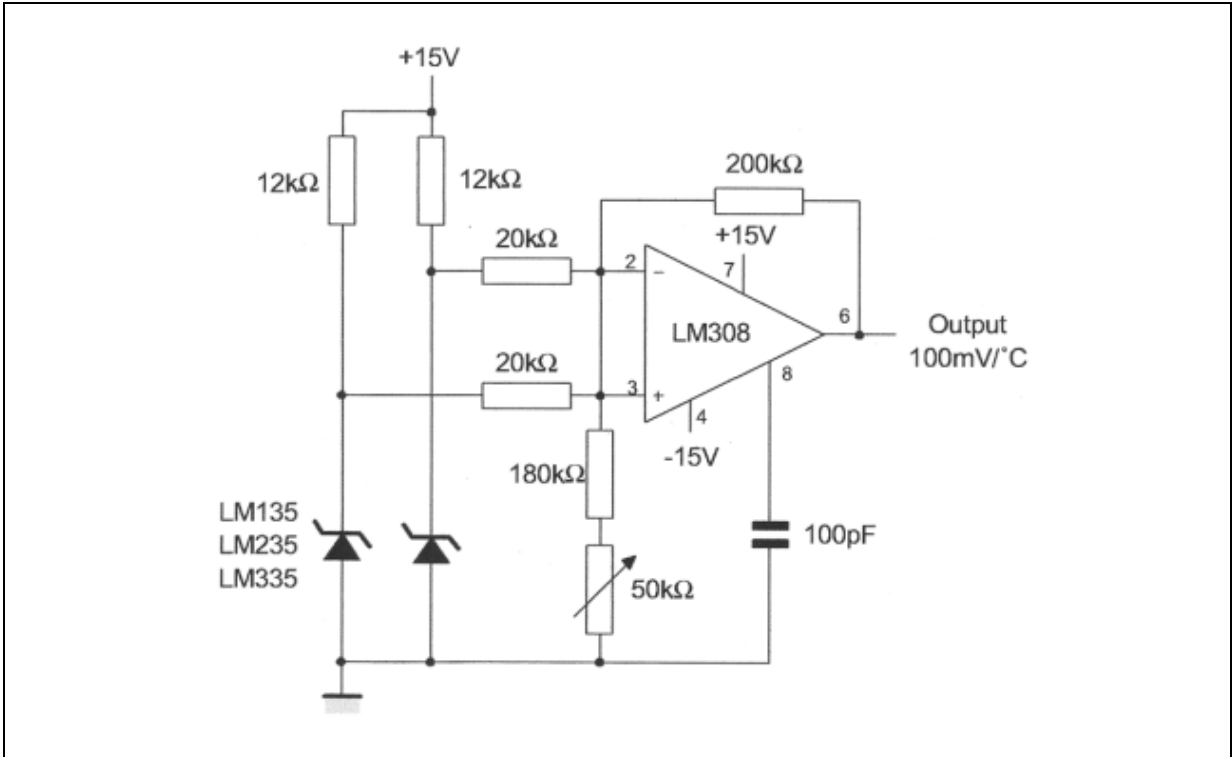 +15V
12kΩ
12kΩ
200kΩ
+15V
20kΩ
2
−
7
LM308
6
Output
100mV/°C
20kΩ
3
+
8
4
-15V
180kΩ
LM135
LM235
LM335
100pF
50kΩ